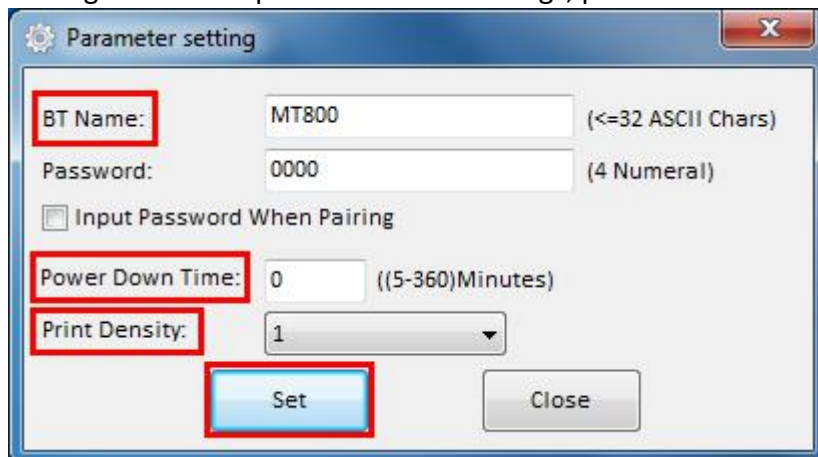 Parameter setting
BT Name: MT800 (<=32 ASCII Chars)
Password: 0000 (4 Numeral)
Input Password When Pairing
Power Down Time: 0 ((5-360)Minutes)
Print Density: 1
Set Close